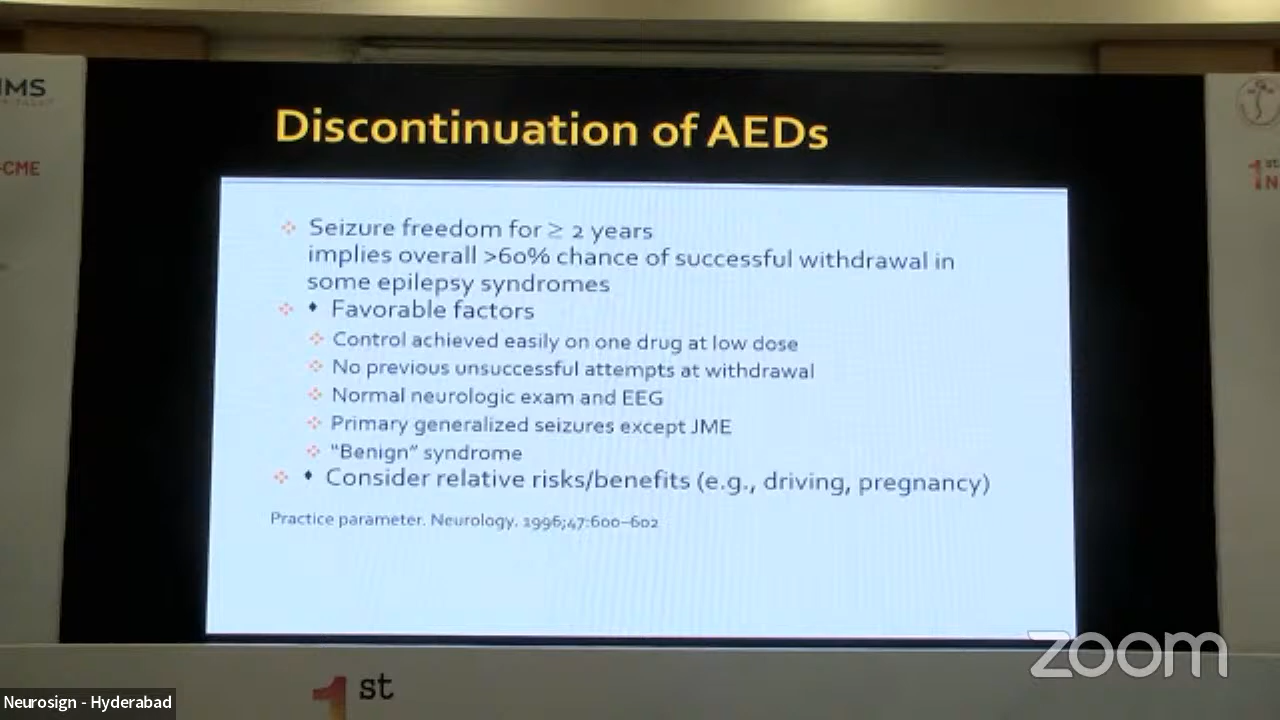 IMS
CME
1st
N
Discontinuation of AEDs
Seizure freedom for ≥ 2 years
implies overall >60% chance of successful withdrawal in
some epilepsy syndromes
♦ Favorable factors
Control achieved easily on one drug at low dose
No previous unsuccessful attempts at withdrawal
Normal neurologic exam and EEG
Primary generalized seizures except JME
"Benign" syndrome
♦ Consider relative risks/benefits (e.g., driving, pregnancy)
Practice parameter. Neurology. 1996;47:600–602
zoom
1st
Neurosign - Hyderabad